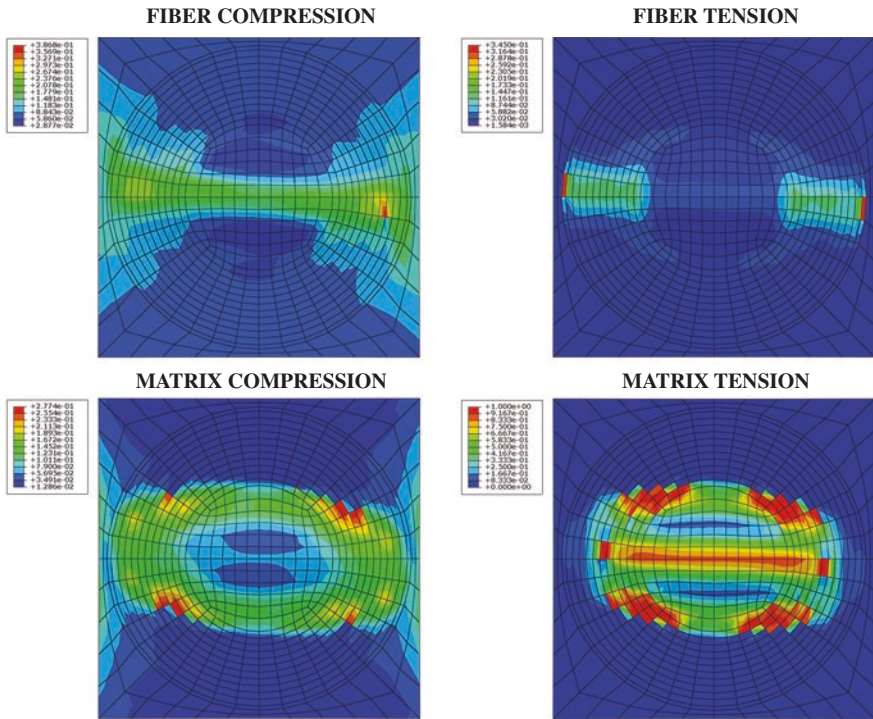 FIBER COMPRESSION
+3.868e-01
+3.569e-01
+3.271e-01
+2.973e-01
+2.674e-01
+2.376e-01
+2.078e-01
+1.779e-01
+1.481e-01
+1.183e-01
+8.843e-02
+5.860e-02
+2.877e-02
FIBER TENSION
+3.450e-01
+3.164e-01
+2.878e-01
+2.592e-01
+2.305e-01
+2.019e-01
+1.733e-01
+1.447e-01
+1.161e-01
+8.744e-02
+5.882e-02
+3.020e-02
+1.584e-03
MATRIX COMPRESSION
+2.774e-01
+2.554e-01
+2.333e-01
+2.113e-01
+1.893e-01
+1.672e-01
+1.452e-01
+1.231e-01
+1.011e-01
+7.900e-02
+5.695e-02
+3.491e-02
+1.286e-02
MATRIX TENSION
+1.000e+00
+9.167e-01
+8.333e-01
+7.500e-01
+6.667e-01
+5.833e-01
+5.000e-01
+4.167e-01
+3.333e-01
+2.500e-01
+1.667e-01
+8.333e-02
+0.000e+00